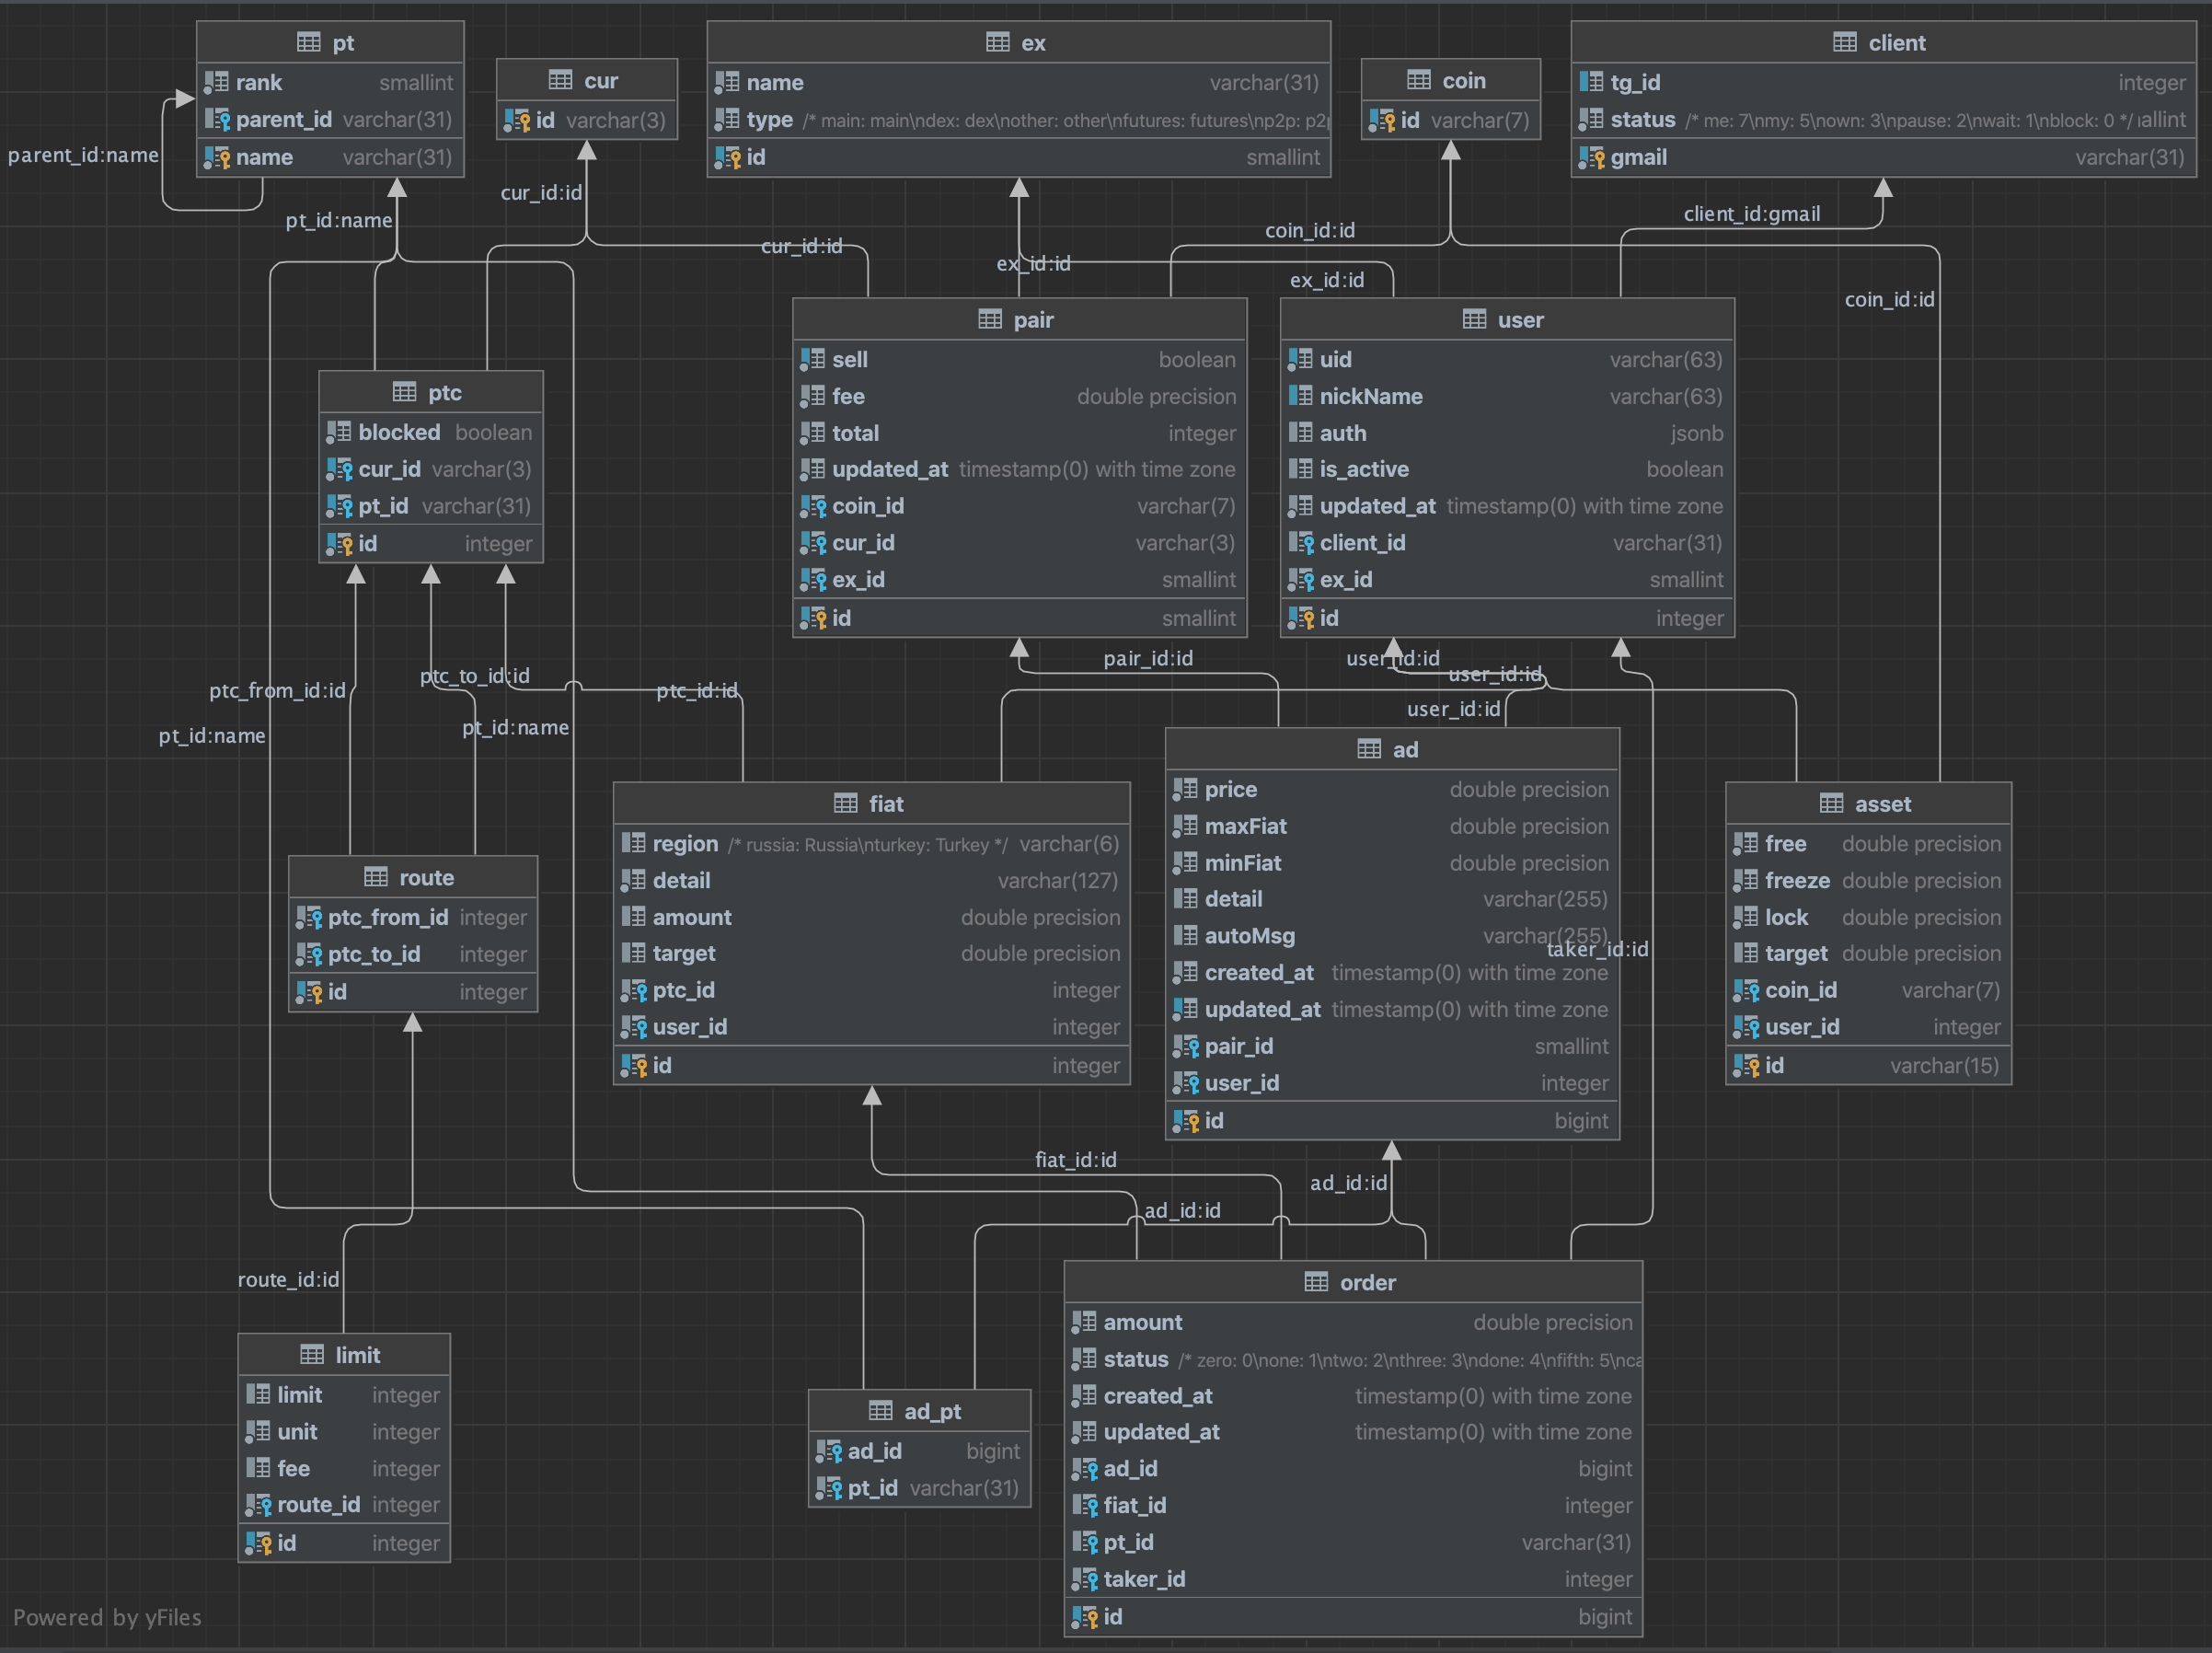 pt
rank smallint
parent_id varchar(31)
name varchar(31)
parent_id:name
cur
id varchar(3)
ex
name varchar(31)
type /* main: main\ndex: dex\nother: other\nfutures: futures\np2p: p2p
id smallint
coin
id varchar(7)
client
tg_id integer
status /* me: 7\nmy: 5\nown: 3\npause: 2\nwait: 1\nblock: 0 */ allint
gmail varchar(31)
pt_id:name
cur_id:id
cur_id:id
ex_id:id
coin_id:id
ex_id:id
client_id:gmail
coin_id:id
ptc
blocked boolean
cur_id varchar(3)
pt_id varchar(31)
id integer
pair
sell boolean
fee double precision
total integer
updated_at timestamp(0) with time zone
coin_id varchar(7)
cur_id varchar(3)
ex_id smallint
id smallint
user
uid varchar(63)
nickName varchar(63)
auth jsonb
is_active boolean
updated_at timestamp(0) with time zone
client_id varchar(31)
ex_id smallint
id integer
ptc_from_id:id
ptc_to_id:id
ptc_id:id
pt_id:name
pt_id:name
pair_id:id
user_id:id
user_id:id
user_id:id
route
ptc_from_id integer
ptc_to_id integer
id integer
fiat
region /* russia: Russia\nturkey: Turkey */ varchar(6)
detail varchar(127)
amount double precision
target double precision
ptc_id integer
user_id integer
id integer
ad
price double precision
maxFiat double precision
minFiat double precision
detail varchar(255)
autoMsg varchar(255)
created_at timestamp(0) with time zone
updated_at timestamp(0) with time zone
pair_id smallint
user_id integer
id bigint
taker_id:id
asset
free double precision
freeze double precision
lock double precision
target double precision
coin_id varchar(7)
user_id integer
id varchar(15)
fiat_id:id
ad_id:id
ad_id:id
route_id:id
limit
limit integer
unit integer
fee integer
route_id integer
id integer
ad_pt
ad_id bigint
pt_id varchar(31)
order
amount double precision
status /* zero: 0\none: 1\ntwo: 2\nthree: 3\ndone: 4\nfifth: 5\nca
created_at timestamp(0) with time zone
updated_at timestamp(0) with time zone
ad_id bigint
fiat_id integer
pt_id varchar(31)
taker_id integer
id bigint
Powered by yFiles